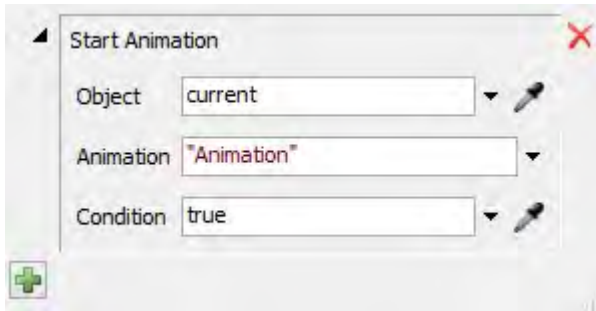 Start Animation
Object current
Animation "Animation"
Condition true